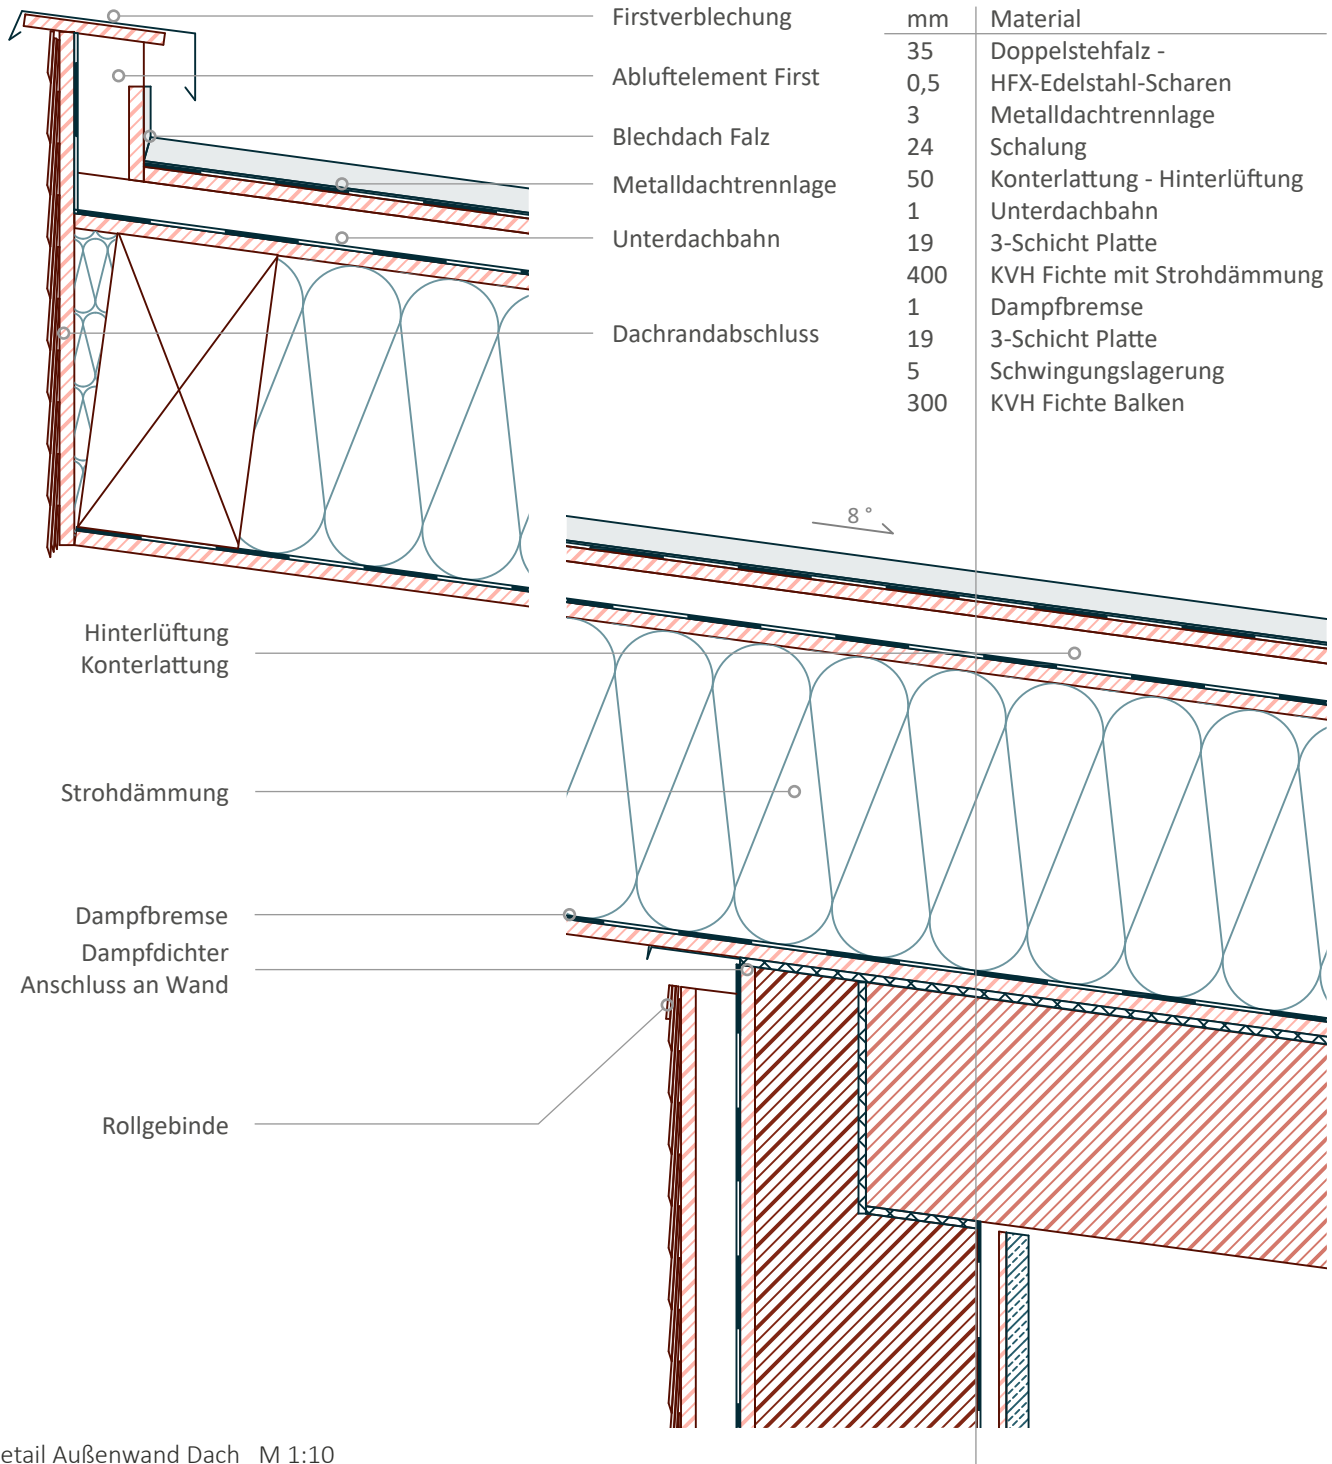 Firstverblechung
Abluftelement First
Blechdach Falz
Metalldachtrennlage
Unterdachbahn
Dachrandabschluss
mm Material
35 Doppelstehfalz -
0,5 HFX-Edelstahl-Scharen
3 Metalldachtrennlage
24 Schalung
50 Konterlattung - Hinterlüftung
1 Unterdachbahn
19 3-Schicht Platte
400 KVH Fichte mit Strohdämmung
1 Dampfbremse
19 3-Schicht Platte
5 Schwingungslagerung
300 KVH Fichte Balken
8 °
Hinterlüftung
Konterlattung
Strohdämmung
Dampfbremse
Dampfdichter
Anschluss an Wand
Rollgebinde
etail Außenwand Dach M 1:10